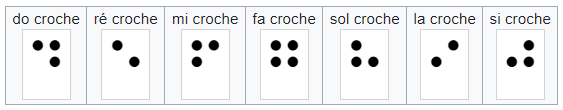 do croche ré croche mi croche fa croche sol croche la croche si croche
⠙ ⠑ ⠋ ⠛ ⠓ ⠊ ⠚